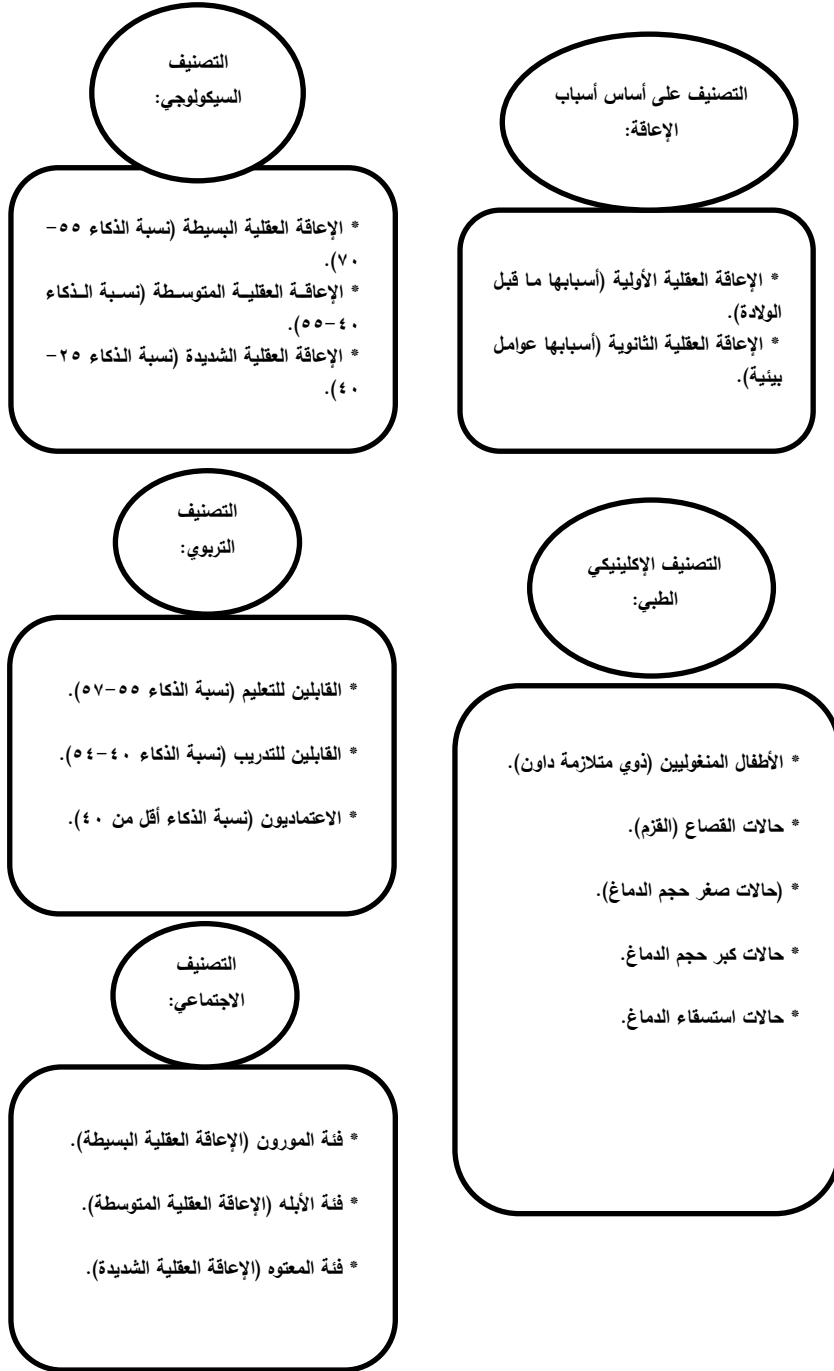 التصنيف على أساس أسباب
الإعاقة:
* الإعاقة العقلية الأولية (أسبابها ما قبل
الولادة).
* الإعاقة العقلية الثانوية (أسبابها عوامل
بيئية).
التصنيف
السيكولوجي:
* الإعاقة العقلية البسيطة (نسبة الذكاء ٥٥-
٧٠).
* الإعاقة العقلية المتوسطة (نسبة الذكاء
٤٠-٥٥).
* الإعاقة العقلية الشديدة (نسبة الذكاء ٢٥-
٤٠).
التصنيف الإكلينيكي
الطبي:
* الأطفال المنغوليين (ذوي متلازمة داون).
* حالات القصاع (القزم).
* (حالات صغر حجم الدماغ).
* حالات كبر حجم الدماغ.
* حالات استسقاء الدماغ.
التصنيف
التربوي:
* القابلين للتعليم (نسبة الذكاء ٥٥-٥٧).
* القابلين للتدريب (نسبة الذكاء ٤٠-٥٤).
* الاعتماديون (نسبة الذكاء أقل من ٤٠).
التصنيف
الاجتماعي:
* فئة المورون (الإعاقة العقلية البسيطة).
* فئة الأبله (الإعاقة العقلية المتوسطة).
* فئة المعتوه (الإعاقة العقلية الشديدة).